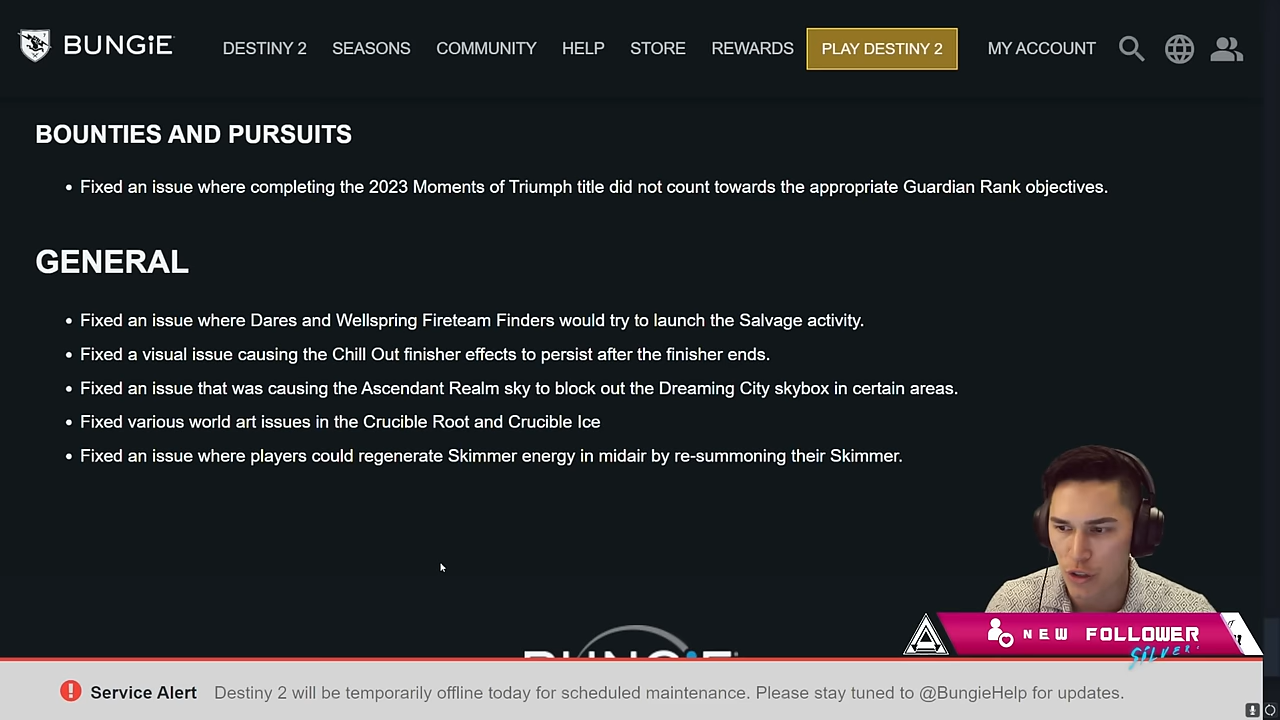 BUNGiE
DESTINY 2 SEASONS COMMUNITY HELP STORE REWARDS PLAY DESTINY 2 MY ACCOUNT
BOUNTIES AND PURSUITS
• Fixed an issue where completing the 2023 Moments of Triumph title did not count towards the appropriate Guardian Rank objectives.
GENERAL
• Fixed an issue where Dares and Wellspring Fireteam Finders would try to launch the Salvage activity.
• Fixed a visual issue causing the Chill Out finisher effects to persist after the finisher ends.
• Fixed an issue that was causing the Ascendant Realm sky to block out the Dreaming City skybox in certain areas.
• Fixed various world art issues in the Crucible Root and Crucible Ice
• Fixed an issue where players could regenerate Skimmer energy in midair by re-summoning their Skimmer.
NEW FOLLOWER
Service Alert Destiny 2 will be temporarily offline today for scheduled maintenance. Please stay tuned to @BungieHelp for updates.